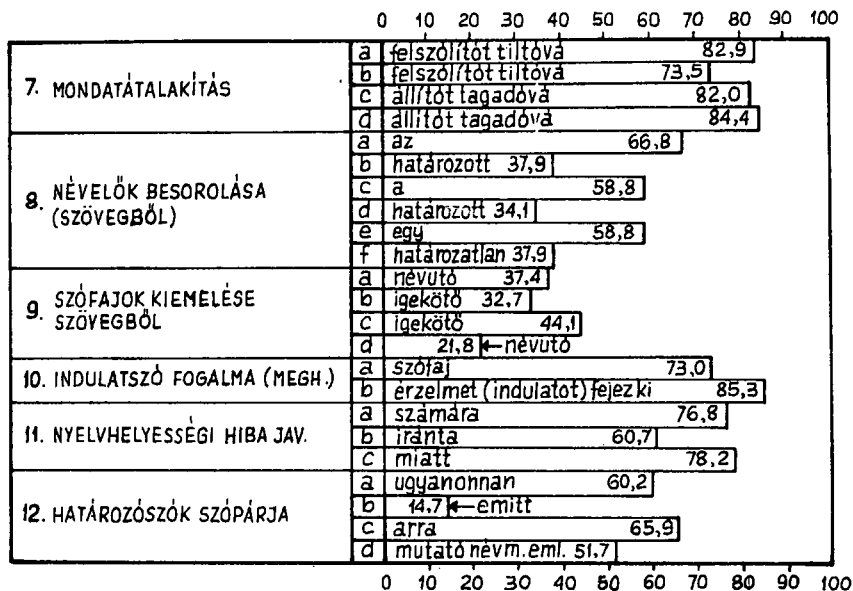 0 10 20 30 40 50 60 70 80 90 100
7. MONDATÁTALAKÍTÁS
a felszólítót tiltóvá 82,9
b felszólítót tiltóvá 73,5
c állítót tagadóvá 82,0
d állítót tagadóvá 84,4
8. NÉVELŐK BESOROLÁSA
(SZÖVEGBŐL)
a az 66,8
b határozott 37,9
c a 58,8
d határozott 34,1
e egy 58,8
f határozatlan 37,9
9. SZÓFAJOK KIEMELÉSE
SZÖVEGBŐL
a névutó 37,4
b igekötő 32,7
c igekötő 44,1
d 21,8 ←névutó
10. INDULATSZÓ FOGALMA (MEGH.)
a szófaj 73,0
b érzelmet (indulatot) fejez ki 85,3
11. NYELVHELYESSÉGI HIBA JAV.
a számára 76,8
b iránta 60,7
c miatt 78,2
12. HATÁROZÓSZÓK SZÓPÁRJA
a ugyanonnan 60,2
b 14,7 ←emitt
c arra 65,9
d mutató névm. eml. 51,7
0 10 20 30 40 50 60 70 80 90 100